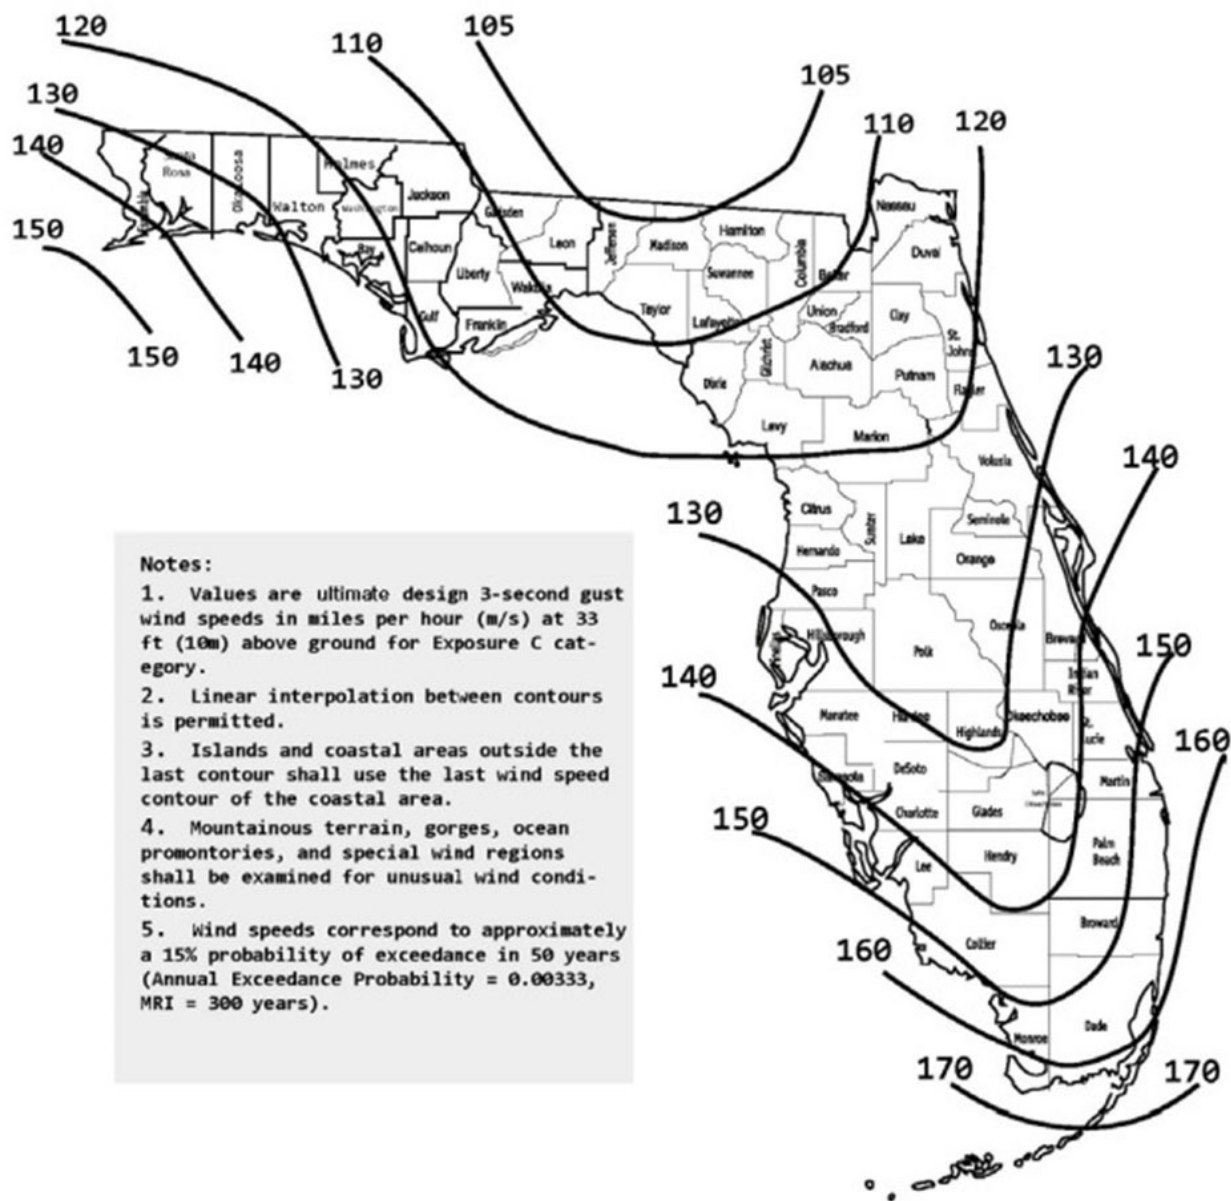 105
120
110
105
130
110
120
140
Santa
Rosa
Okaloosa
Holmes
Walton
Washington
Jackson
Gadsden
Leon
Jefferson
Madison
Hamilton
Columbia
Nassau
Duval
150
Bay
Calhoun
Liberty
Wakulla
Suwannee
Baker
Taylor
Lafayette
Union
Bradford
Clay
St.
John
Gulf
Franklin
150
140
130
Dixie
Gilchrist
Alachua
Putnam
Flagler
130
Levy
Marion
Volusia
140
130
Citrus
Sumter
Lake
Seminole
Hernando
Orange
Pasco
Hillsborough
Pinellas
Polk
Osceola
Brevard
150
140
Indian
River
Manatee
Hardee
Highlands
Okeechobee
St.
Lucie
160
Sarasota
DeSoto
Martin
150
Charlotte
Glades
Palm
Beach
Lee
Hendry
160
Collier
Broward
Monroe
Dade
170
170
Notes:
1. Values are ultimate design 3-second gust
wind speeds in miles per hour (m/s) at 33
ft (10m) above ground for Exposure C cat-
egory.
2. Linear interpolation between contours
is permitted.
3. Islands and coastal areas outside the
last contour shall use the last wind speed
contour of the coastal area.
4. Mountainous terrain, gorges, ocean
promontories, and special wind regions
shall be examined for unusual wind condi-
tions.
5. Wind speeds correspond to approximately
a 15% probability of exceedance in 50 years
(Annual Exceedance Probability = 0.00333,
MRI = 300 years).